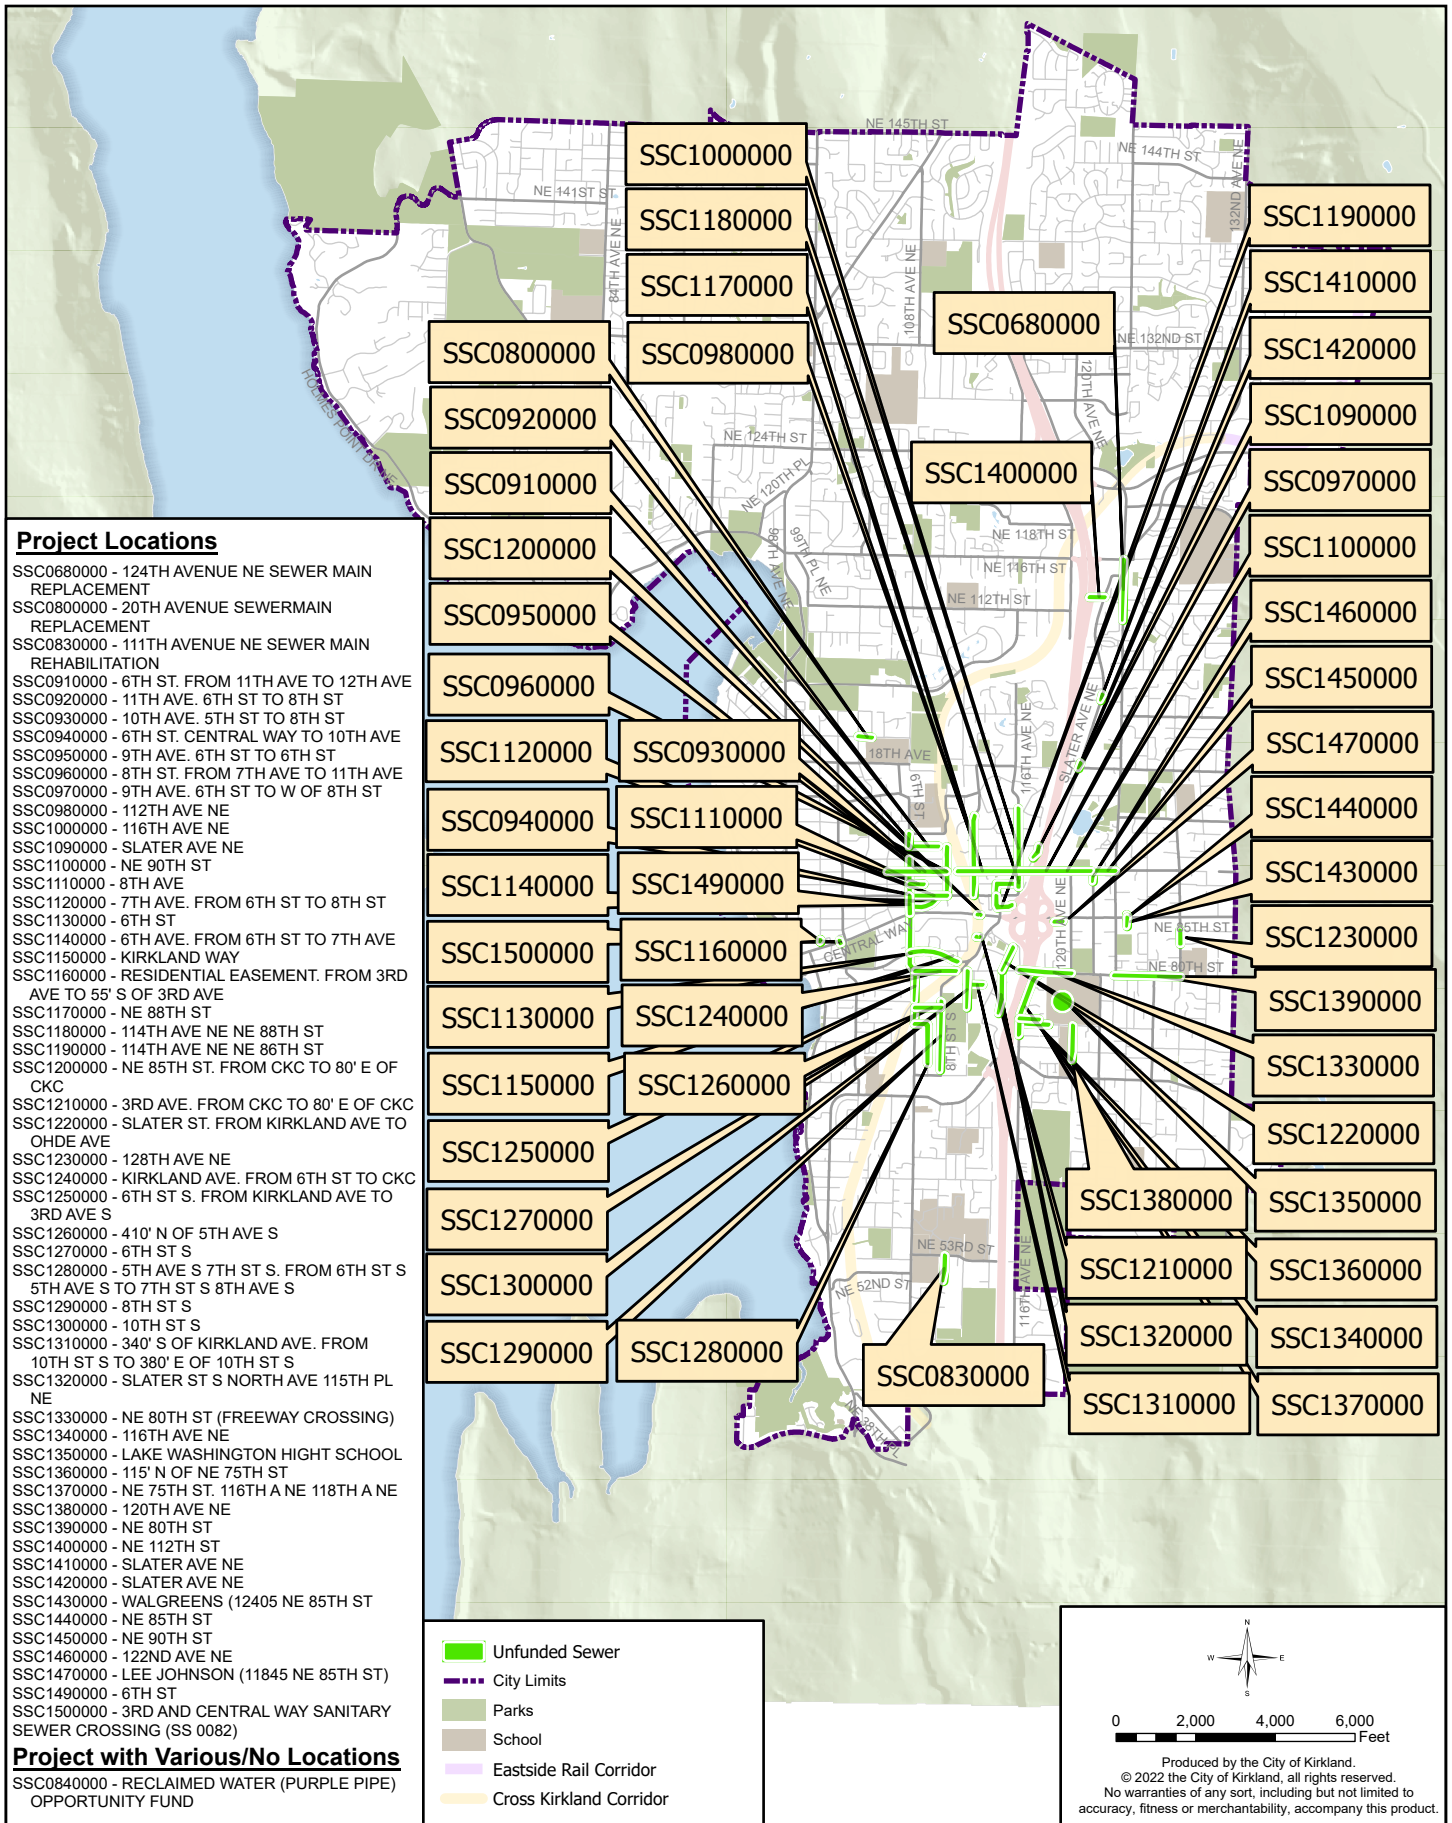 NE 145TH ST
NE 144TH ST
132ND AVE NE
NE 141ST ST
84TH AVE NE
108TH AVE NE
NE 132ND ST
120TH AVE NE
HOLMES POINT DR NE
NE 124TH ST
NE 120TH PL
98TH AVE NE
99TH PL NE
NE 118TH ST
NE 116TH ST
NE 112TH ST
SLATER AVE NE
116TH AVE NE
18TH AVE
6TH ST
120TH AVE NE
NE 85TH ST
CENTRAL WAY
NE 80TH ST
8TH ST S
NE 53RD ST
NE 52ND ST
116TH AVE NE
NE 38TH PL
SSC1000000
SSC1180000
SSC1170000
SSC0980000
SSC0680000
SSC1400000
SSC0800000
SSC0920000
SSC0910000
SSC1200000
SSC0950000
SSC0960000
SSC1120000
SSC0930000
SSC0940000
SSC1110000
SSC1140000
SSC1490000
SSC1500000
SSC1160000
SSC1130000
SSC1240000
SSC1150000
SSC1260000
SSC1250000
SSC1270000
SSC1300000
SSC1290000
SSC1280000
SSC0830000
SSC1190000
SSC1410000
SSC1420000
SSC1090000
SSC0970000
SSC1100000
SSC1460000
SSC1450000
SSC1470000
SSC1440000
SSC1430000
SSC1230000
SSC1390000
SSC1330000
SSC1220000
SSC1380000
SSC1350000
SSC1210000
SSC1360000
SSC1320000
SSC1340000
SSC1310000
SSC1370000
Project Locations
SSC0680000 - 124TH AVENUE NE SEWER MAIN
REPLACEMENT
SSC0800000 - 20TH AVENUE SEWERMAIN
REPLACEMENT
SSC0830000 - 111TH AVENUE NE SEWER MAIN
REHABILITATION
SSC0910000 - 6TH ST. FROM 11TH AVE TO 12TH AVE
SSC0920000 - 11TH AVE. 6TH ST TO 8TH ST
SSC0930000 - 10TH AVE. 5TH ST TO 8TH ST
SSC0940000 - 6TH ST. CENTRAL WAY TO 10TH AVE
SSC0950000 - 9TH AVE. 6TH ST TO 6TH ST
SSC0960000 - 8TH ST. FROM 7TH AVE TO 11TH AVE
SSC0970000 - 9TH AVE. 6TH ST TO W OF 8TH ST
SSC0980000 - 112TH AVE NE
SSC1000000 - 116TH AVE NE
SSC1090000 - SLATER AVE NE
SSC1100000 - NE 90TH ST
SSC1110000 - 8TH AVE
SSC1120000 - 7TH AVE. FROM 6TH ST TO 8TH ST
SSC1130000 - 6TH ST
SSC1140000 - 6TH AVE. FROM 6TH ST TO 7TH AVE
SSC1150000 - KIRKLAND WAY
SSC1160000 - RESIDENTIAL EASEMENT. FROM 3RD
AVE TO 55' S OF 3RD AVE
SSC1170000 - NE 88TH ST
SSC1180000 - 114TH AVE NE NE 88TH ST
SSC1190000 - 114TH AVE NE NE 86TH ST
SSC1200000 - NE 85TH ST. FROM CKC TO 80' E OF
CKC
SSC1210000 - 3RD AVE. FROM CKC TO 80' E OF CKC
SSC1220000 - SLATER ST. FROM KIRKLAND AVE TO
OHDE AVE
SSC1230000 - 128TH AVE NE
SSC1240000 - KIRKLAND AVE. FROM 6TH ST TO CKC
SSC1250000 - 6TH ST S. FROM KIRKLAND AVE TO
3RD AVE S
SSC1260000 - 410' N OF 5TH AVE S
SSC1270000 - 6TH ST S
SSC1280000 - 5TH AVE S 7TH ST S. FROM 6TH ST S
5TH AVE S TO 7TH ST S 8TH AVE S
SSC1290000 - 8TH ST S
SSC1300000 - 10TH ST S
SSC1310000 - 340' S OF KIRKLAND AVE. FROM
10TH ST S TO 380' E OF 10TH ST S
SSC1320000 - SLATER ST S NORTH AVE 115TH PL
NE
SSC1330000 - NE 80TH ST (FREEWAY CROSSING)
SSC1340000 - 116TH AVE NE
SSC1350000 - LAKE WASHINGTON HIGHT SCHOOL
SSC1360000 - 115' N OF NE 75TH ST
SSC1370000 - NE 75TH ST. 116TH A NE 118TH A NE
SSC1380000 - 120TH AVE NE
SSC1390000 - NE 80TH ST
SSC1400000 - NE 112TH ST
SSC1410000 - SLATER AVE NE
SSC1420000 - SLATER AVE NE
SSC1430000 - WALGREENS (12405 NE 85TH ST
SSC1440000 - NE 85TH ST
SSC1450000 - NE 90TH ST
SSC1460000 - 122ND AVE NE
SSC1470000 - LEE JOHNSON (11845 NE 85TH ST)
SSC1490000 - 6TH ST
SSC1500000 - 3RD AND CENTRAL WAY SANITARY
SEWER CROSSING (SS 0082)
Project with Various/No Locations
SSC0840000 - RECLAIMED WATER (PURPLE PIPE)
OPPORTUNITY FUND
Unfunded Sewer
City Limits
Parks
School
Eastside Rail Corridor
Cross Kirkland Corridor
N
W E
S
0 2,000 4,000 6,000
Feet
Produced by the City of Kirkland.
© 2022 the City of Kirkland, all rights reserved.
No warranties of any sort, including but not limited to
accuracy, fitness or merchantability, accompany this product.